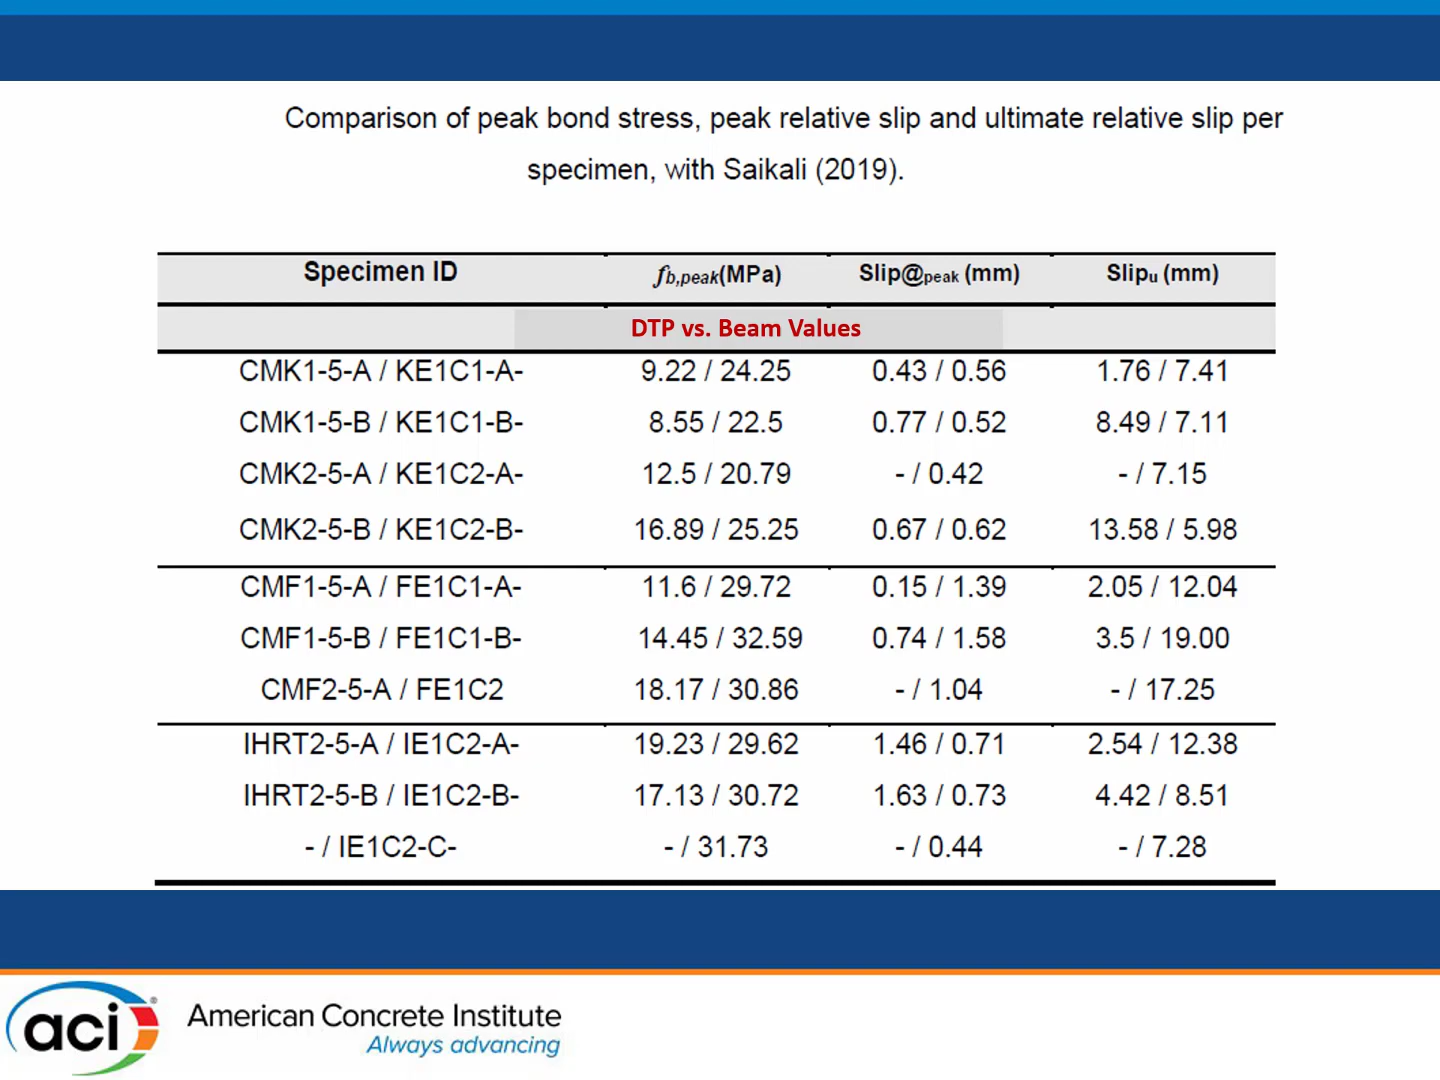 Comparison of peak bond stress, peak relative slip and ultimate relative slip per
specimen, with Saikali (2019).
Specimen ID fb,peak(MPa) Slip@peak (mm) Slipu (mm)
DTP vs. Beam Values
CMK1-5-A / KE1C1-A- 9.22 / 24.25 0.43 / 0.56 1.76 / 7.41
CMK1-5-B / KE1C1-B- 8.55 / 22.5 0.77 / 0.52 8.49 / 7.11
CMK2-5-A / KE1C2-A- 12.5 / 20.79 - / 0.42 - / 7.15
CMK2-5-B / KE1C2-B- 16.89 / 25.25 0.67 / 0.62 13.58 / 5.98
CMF1-5-A / FE1C1-A- 11.6 / 29.72 0.15 / 1.39 2.05 / 12.04
CMF1-5-B / FE1C1-B- 14.45 / 32.59 0.74 / 1.58 3.5 / 19.00
CMF2-5-A / FE1C2 18.17 / 30.86 - / 1.04 - / 17.25
IHRT2-5-A / IE1C2-A- 19.23 / 29.62 1.46 / 0.71 2.54 / 12.38
IHRT2-5-B / IE1C2-B- 17.13 / 30.72 1.63 / 0.73 4.42 / 8.51
- / IE1C2-C- - / 31.73 - / 0.44 - / 7.28
aci®
American Concrete Institute
Always advancing